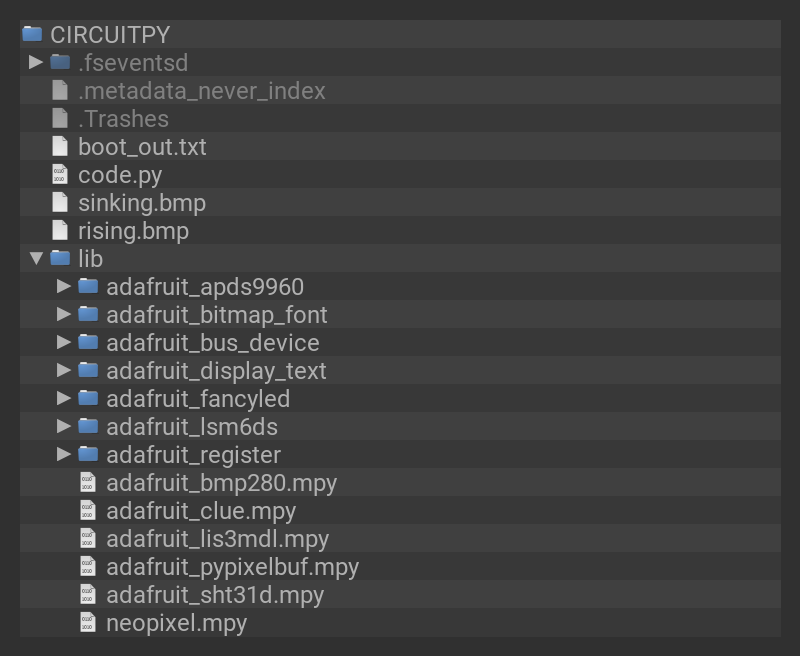 CIRCUITPY
.fseventsd
.metadata_never_index
.Trashes
boot_out.txt
code.py
sinking.bmp
rising.bmp
lib
adafruit_apds9960
adafruit_bitmap_font
adafruit_bus_device
adafruit_display_text
adafruit_fancyled
adafruit_lsm6ds
adafruit_register
adafruit_bmp280.mpy
adafruit_clue.mpy
adafruit_lis3mdl.mpy
adafruit_pypixelbuf.mpy
adafruit_sht31d.mpy
neopixel.mpy